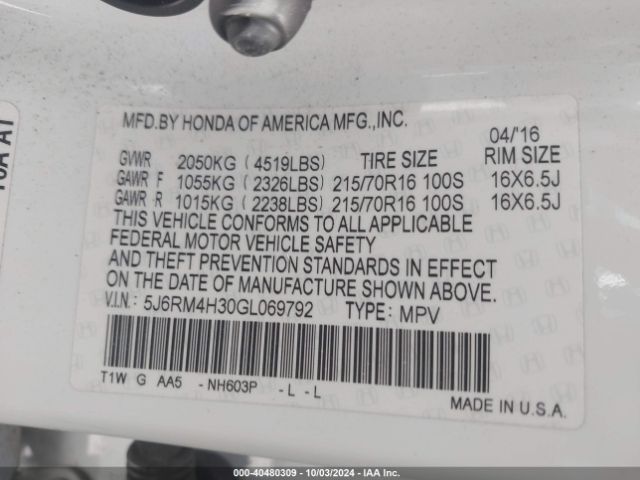 MFD.BY HONDA OF AMERICA MFG.,INC.
04/'16
GVWR 2050KG ( 4519LBS) TIRE SIZE RIM SIZE
GAWR F 1055KG ( 2326LBS) 215/70R16 100S 16X6.5J
GAWR R 1015KG ( 2238LBS) 215/70R16 100S 16X6.5J
THIS VEHICLE CONFORMS TO ALL APPLICABLE
FEDERAL MOTOR VEHICLE SAFETY
AND THEFT PREVENTION STANDARDS IN EFFECT
ON THE DATE OF MANUFACTURE SHOWN ABOVE.
V.I.N.: 5J6RM4H30GL069792 TYPE: MPV
T1W G AA5 - NH603P - L - L
MADE IN U.S.A.
000-40480309 - 10/03/2024 - IAA Inc.